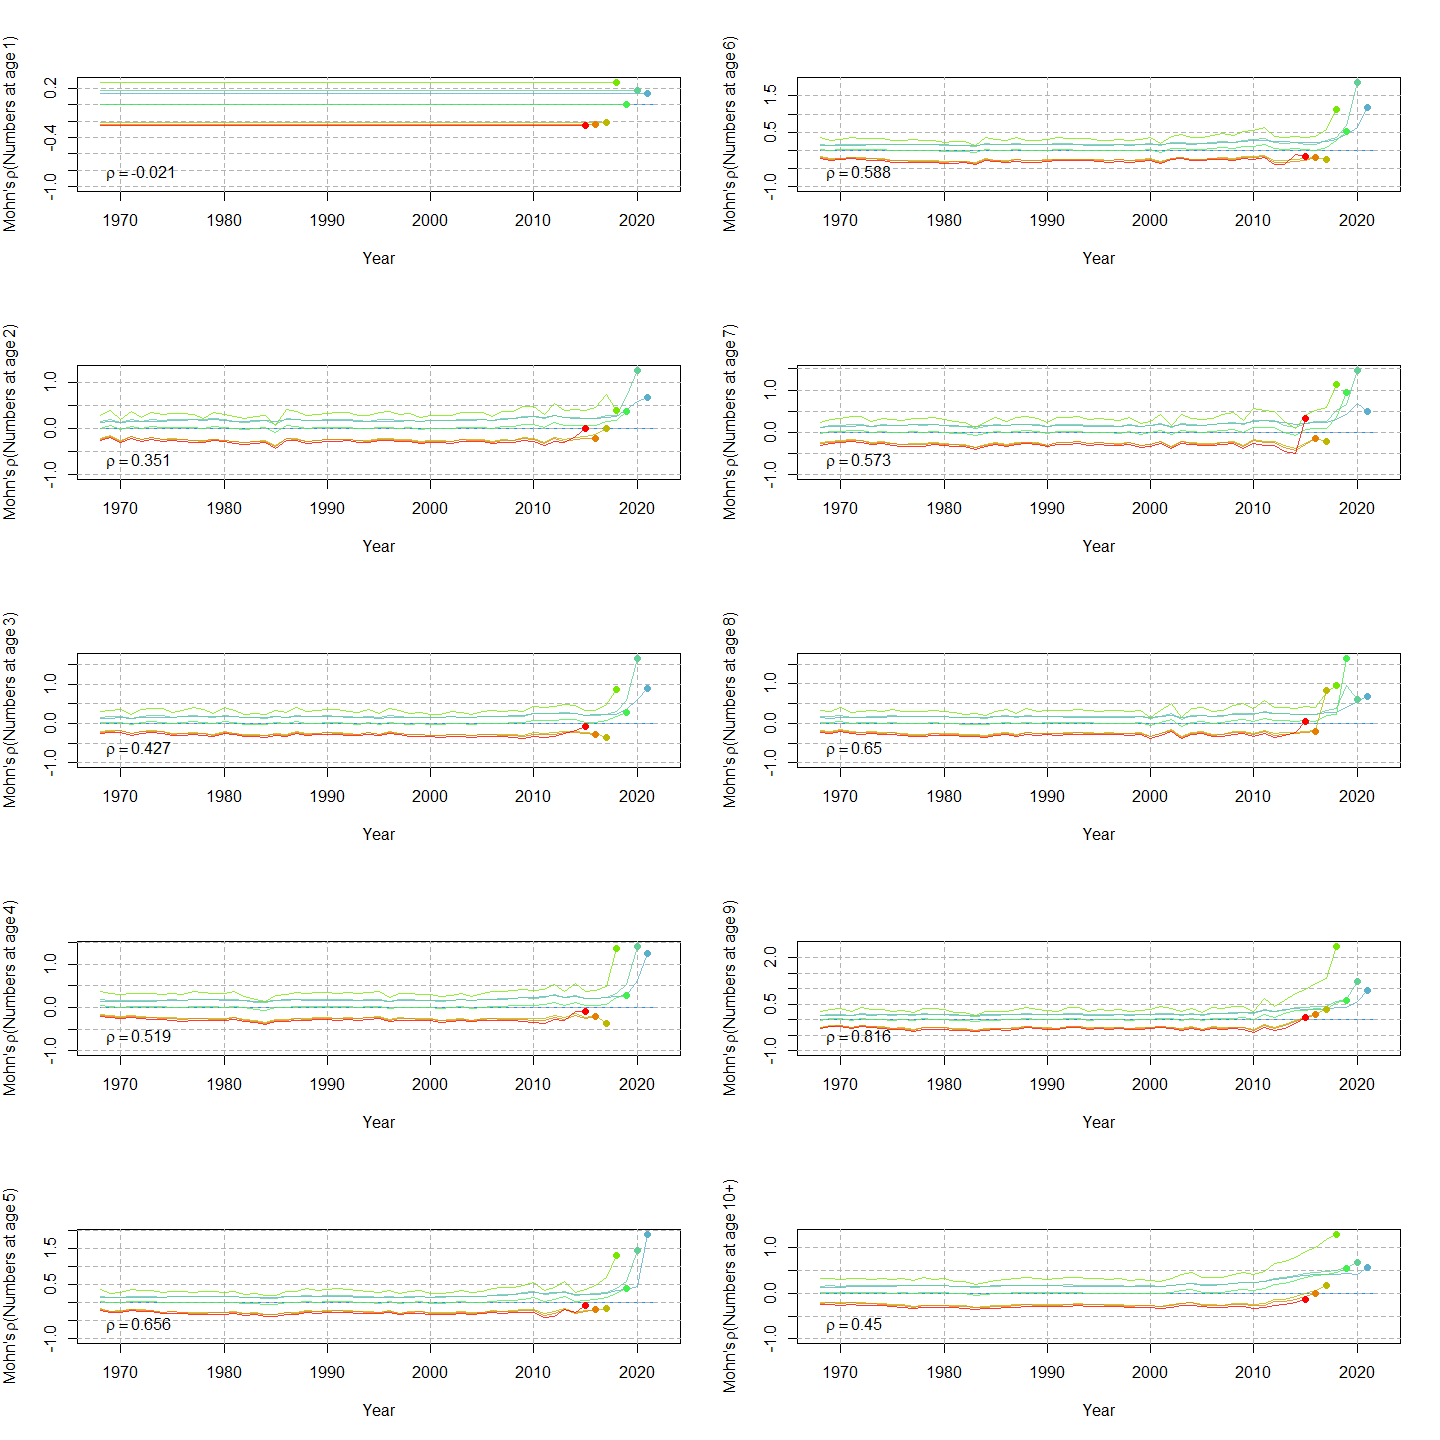 Mohn's ρ(Numbers at age 1)
0.2
-0.4
-1.0
ρ = -0.021
1970 1980 1990 2000 2010 2020
Year
Mohn's ρ(Numbers at age 6)
1.5
0.5
-1.0
ρ = 0.588
1970 1980 1990 2000 2010 2020
Year
Mohn's ρ(Numbers at age 2)
1.0
0.0
-1.0
ρ = 0.351
1970 1980 1990 2000 2010 2020
Year
Mohn's ρ(Numbers at age 7)
1.0
0.0
-1.0
ρ = 0.573
1970 1980 1990 2000 2010 2020
Year
Mohn's ρ(Numbers at age 3)
1.0
0.0
-1.0
ρ = 0.427
1970 1980 1990 2000 2010 2020
Year
Mohn's ρ(Numbers at age 8)
1.0
0.0
-1.0
ρ = 0.65
1970 1980 1990 2000 2010 2020
Year
Mohn's ρ(Numbers at age 4)
1.0
0.0
-1.0
ρ = 0.519
1970 1980 1990 2000 2010 2020
Year
Mohn's ρ(Numbers at age 9)
2.0
0.5
-1.0
ρ = 0.816
1970 1980 1990 2000 2010 2020
Year
Mohn's ρ(Numbers at age 5)
1.5
0.5
-1.0
ρ = 0.656
1970 1980 1990 2000 2010 2020
Year
Mohn's ρ(Numbers at age 10+)
1.0
0.0
-1.0
ρ = 0.45
1970 1980 1990 2000 2010 2020
Year